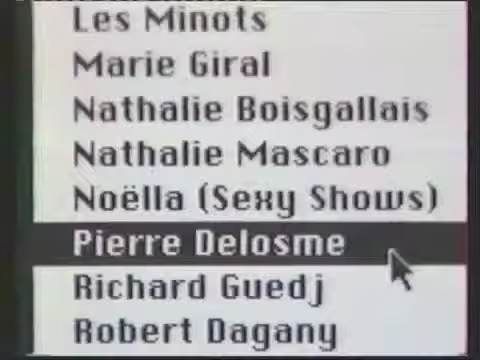 Les Minots
Marie Giral
Nathalie Boisgallais
Nathalie Mascaro
Noëlla (Sexy Shows)
Pierre Delosme
Richard Guedj
Robert Dagany